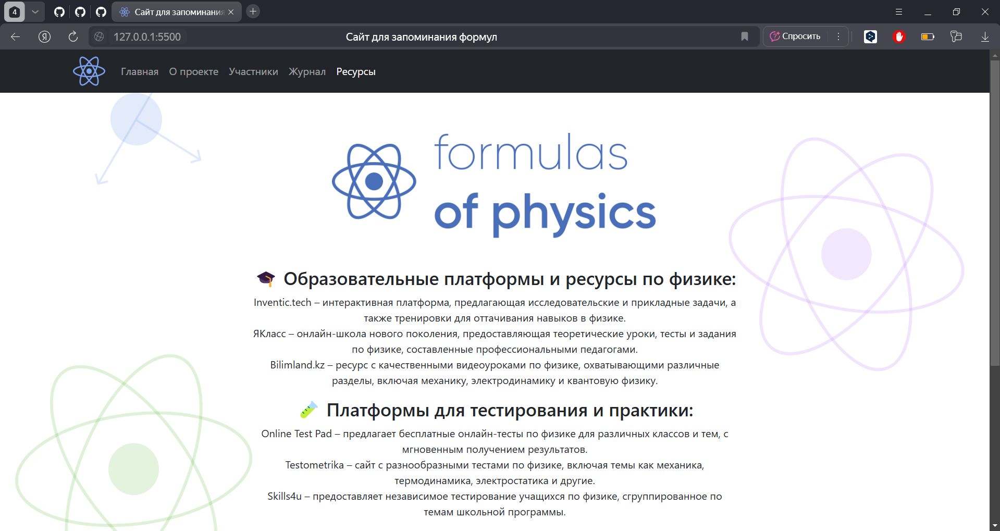 4
Сайт для запоминания
127.0.0.1:5500
Сайт для запоминания формул
Спросить
Главная О проекте Участники Журнал Ресурсы
formulas
of physics
Образовательные платформы и ресурсы по физике:
Inventic.tech – интерактивная платформа, предлагающая исследовательские и прикладные задачи, а
также тренировки для оттачивания навыков в физике.
ЯКласс – онлайн-школа нового поколения, предоставляющая теоретические уроки, тесты и задания
по физике, составленные профессиональными педагогами.
Bilimland.kz – ресурс с качественными видеоуроками по физике, охватывающими различные
разделы, включая механику, электродинамику и квантовую физику.
Платформы для тестирования и практики:
Online Test Pad – предлагает бесплатные онлайн-тесты по физике для различных классов и тем, с
мгновенным получением результатов.
Testometrika – сайт с разнообразными тестами по физике, включая темы как механика,
термодинамика, электростатика и другие.
Skills4u – предоставляет независимое тестирование учащихся по физике, сгруппированное по
темам школьной программы.